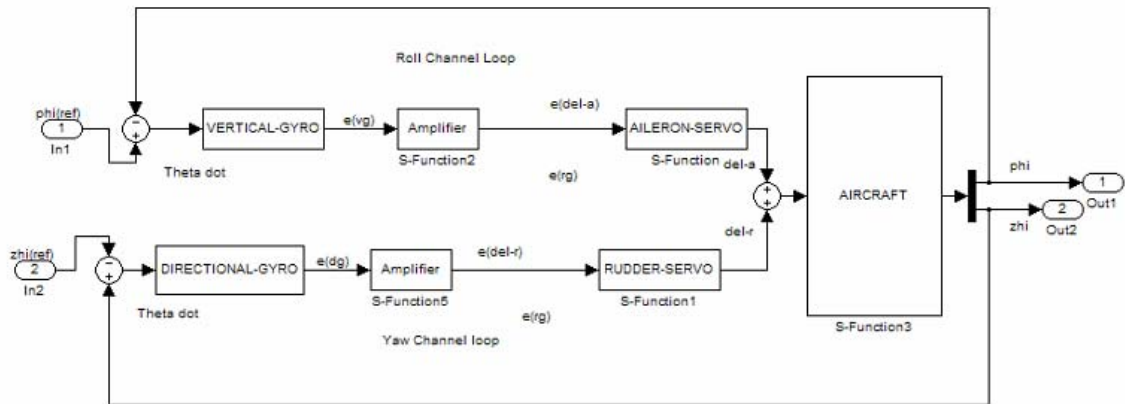 Roll Channel Loop
phi(ref)
1
In1
−
+
VERTICAL-GYRO
e(vg)
Amplifier
S-Function2
e(del-a)
AILERON-SERVO
S-Function
Theta dot
e(rg)
del-a
+
+
AIRCRAFT
S-Function3
phi
1
Out1
zhi
2
Out2
zhi(ref)
2
In2
−
+
DIRECTIONAL-GYRO
e(dg)
Amplifier
S-Function5
e(del-r)
RUDDER-SERVO
S-Function1
del-r
Theta dot
e(rg)
Yaw Channel loop